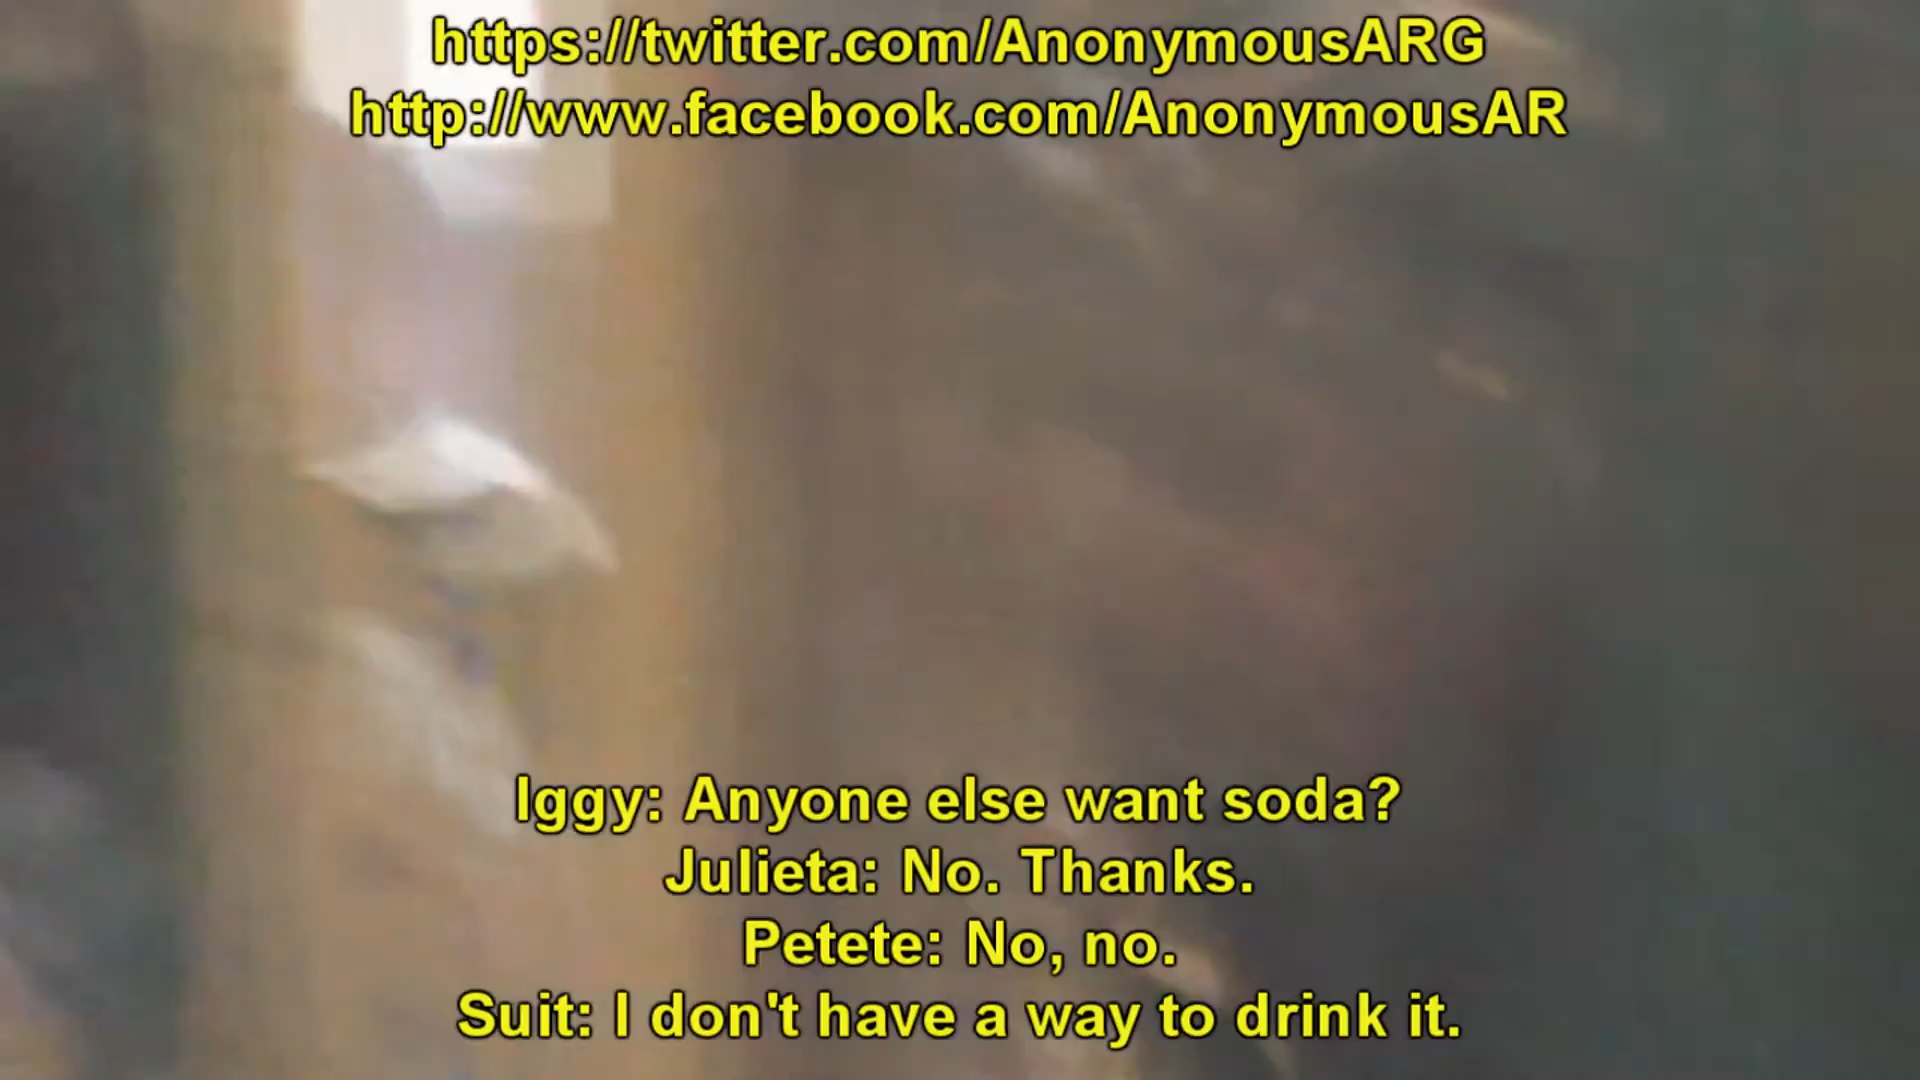 https://twitter.com/AnonymousARG
http://www.facebook.com/AnonymousAR
Iggy: Anyone else want soda?
Julieta: No. Thanks.
Petete: No, no.
Suit: I don't have a way to drink it.